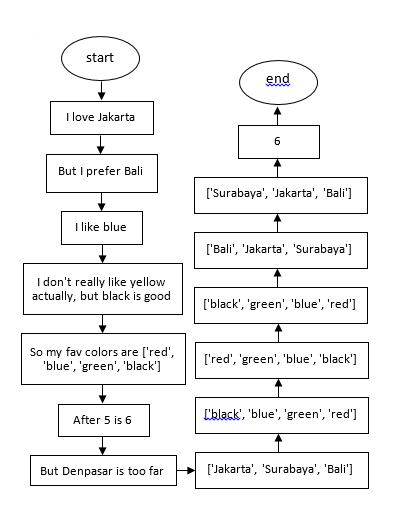 start
I love Jakarta
But I prefer Bali
I like blue
I don't really like yellow
actually, but black is good
So my fav colors are ['red',
'blue', 'green', 'black']
After 5 is 6
But Denpasar is too far
['Jakarta', 'Surabaya', 'Bali']
['black', 'blue', 'green', 'red']
['red', 'green', 'blue', 'black']
['black', 'green', 'blue', 'red']
['Bali', 'Jakarta', 'Surabaya']
['Surabaya', 'Jakarta', 'Bali']
6
end